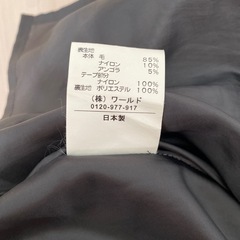 表生地
本体 毛 85%
ナイロン 10%
アンゴラ 5%
テープ部分
ナイロン 100%
裏生地 ポリエステル 100%
(株) ワールド
0120-977-917
日本製